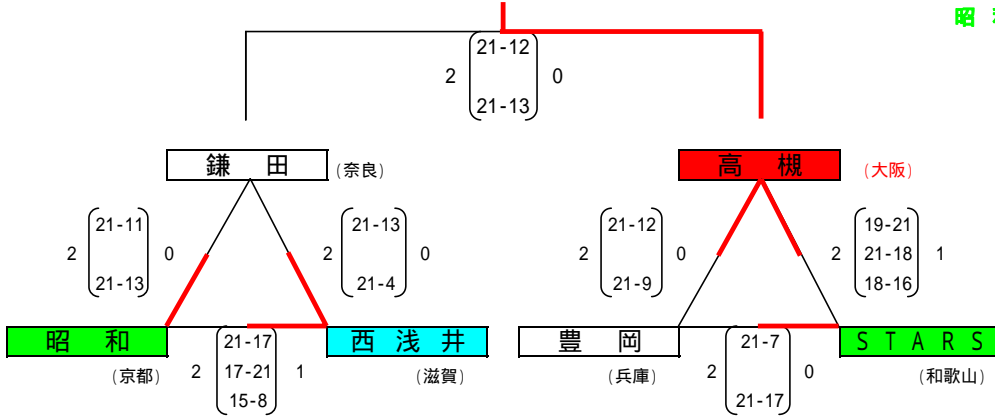 昭
21-12
2 0
21-13
鎌 田 (奈良)
高 槻 (大阪)
21-11
2 0
21-13
21-13
2 0
21-4
21-12
2 0
21-9
19-21
2 21-18 1
18-16
昭 和
(京都)
西 浅 井
(滋賀)
21-17
2 17-21 1
15-8
豊 岡
(兵庫)
ＳＴＡＲＳ
(和歌山)
21-7
2 0
21-17